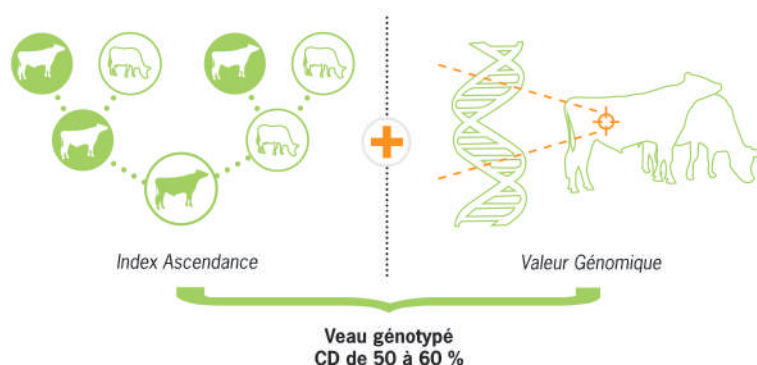 Index Ascendance
Valeur Génomique
Veau génotypé
CD de 50 à 60 %